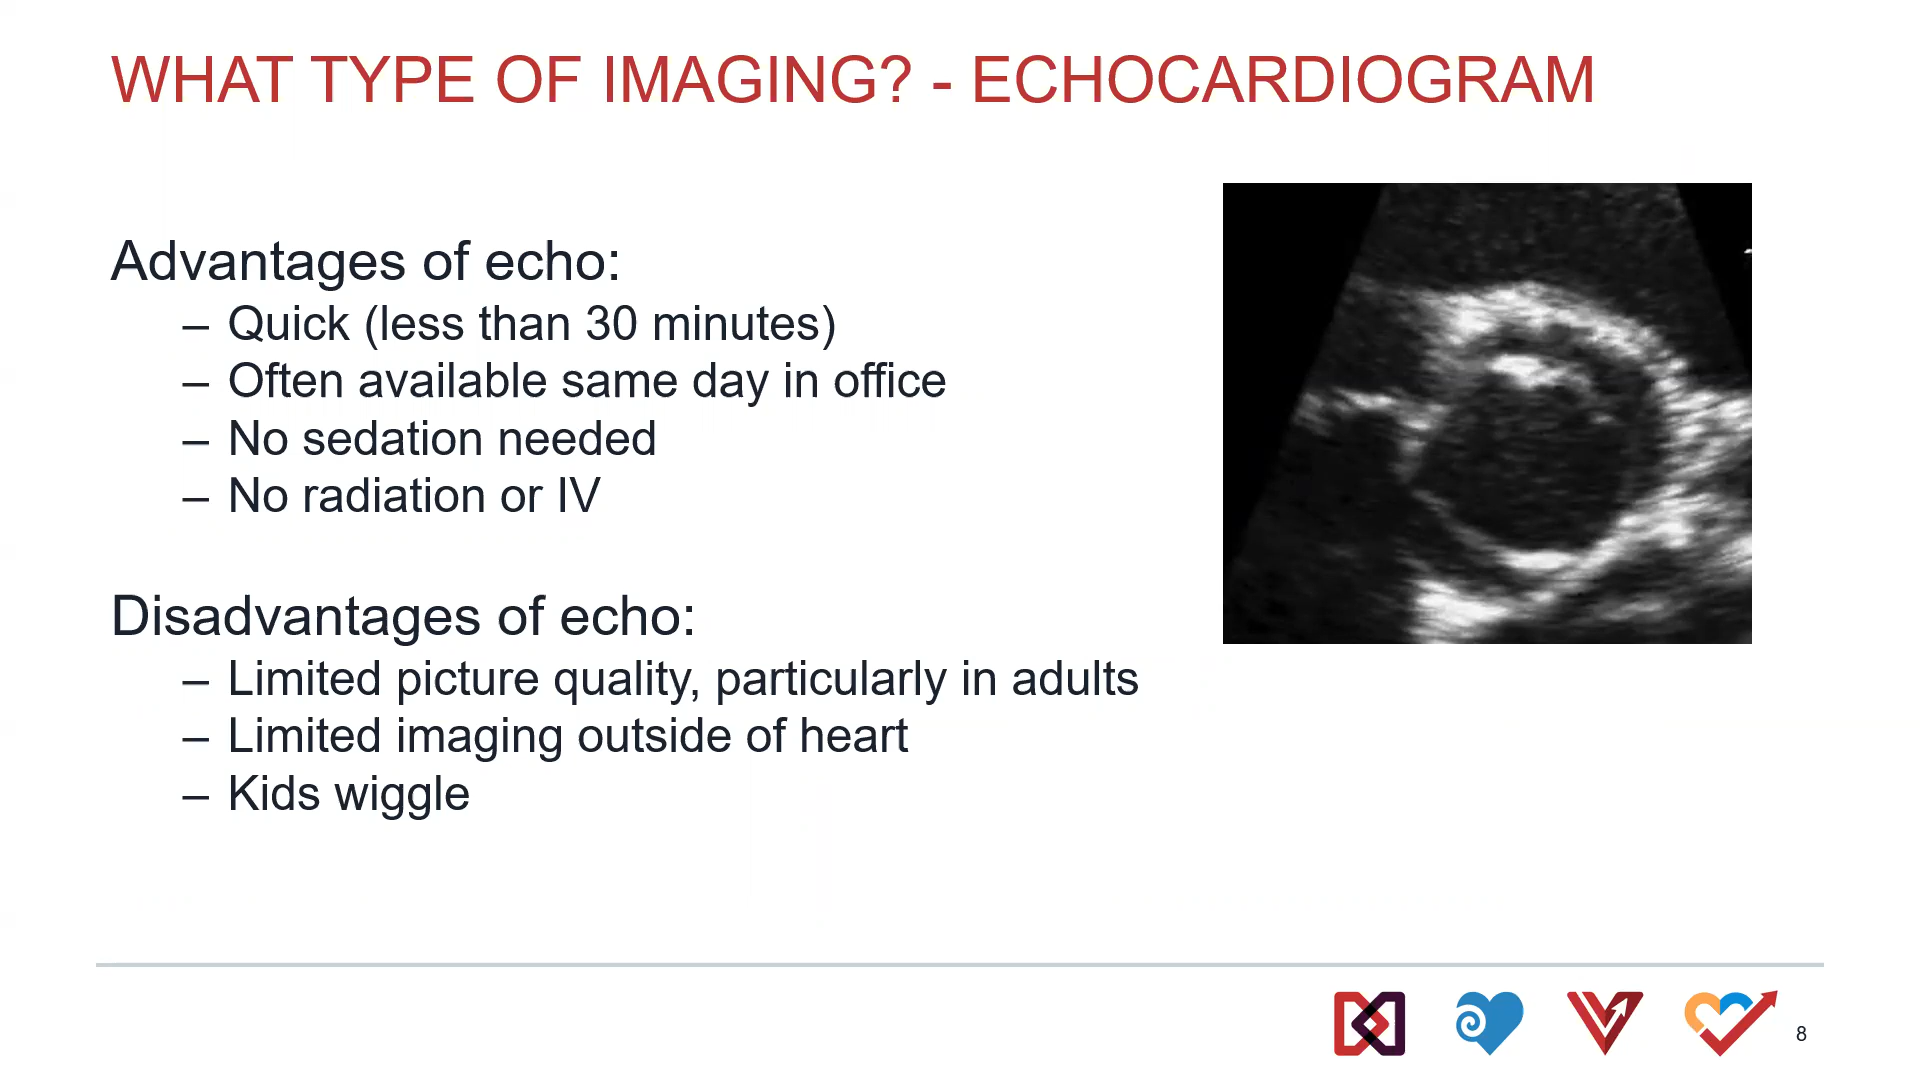 WHAT TYPE OF IMAGING? - ECHOCARDIOGRAM
Advantages of echo:
– Quick (less than 30 minutes)
– Often available same day in office
– No sedation needed
– No radiation or IV
Disadvantages of echo:
– Limited picture quality, particularly in adults
– Limited imaging outside of heart
– Kids wiggle
8